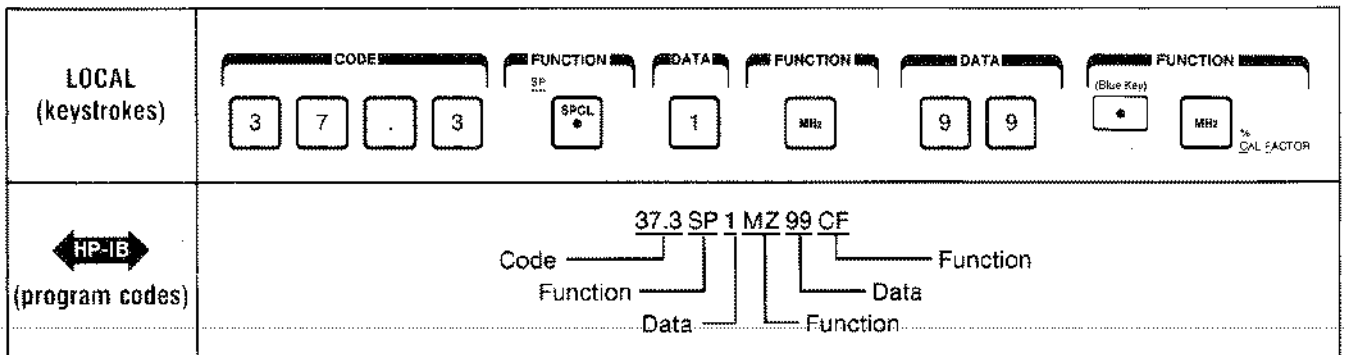 LOCAL
(keystrokes)
CODE FUNCTION DATA FUNCTION DATA FUNCTION
SP (Blue Key)
3 7 . 3 SPCL 1 MHz 9 9 MHz
%
CAL FACTOR
HP-IB
(program codes)
37.3 SP 1 MZ 99 CF
Code Function
Function Data
Data Function